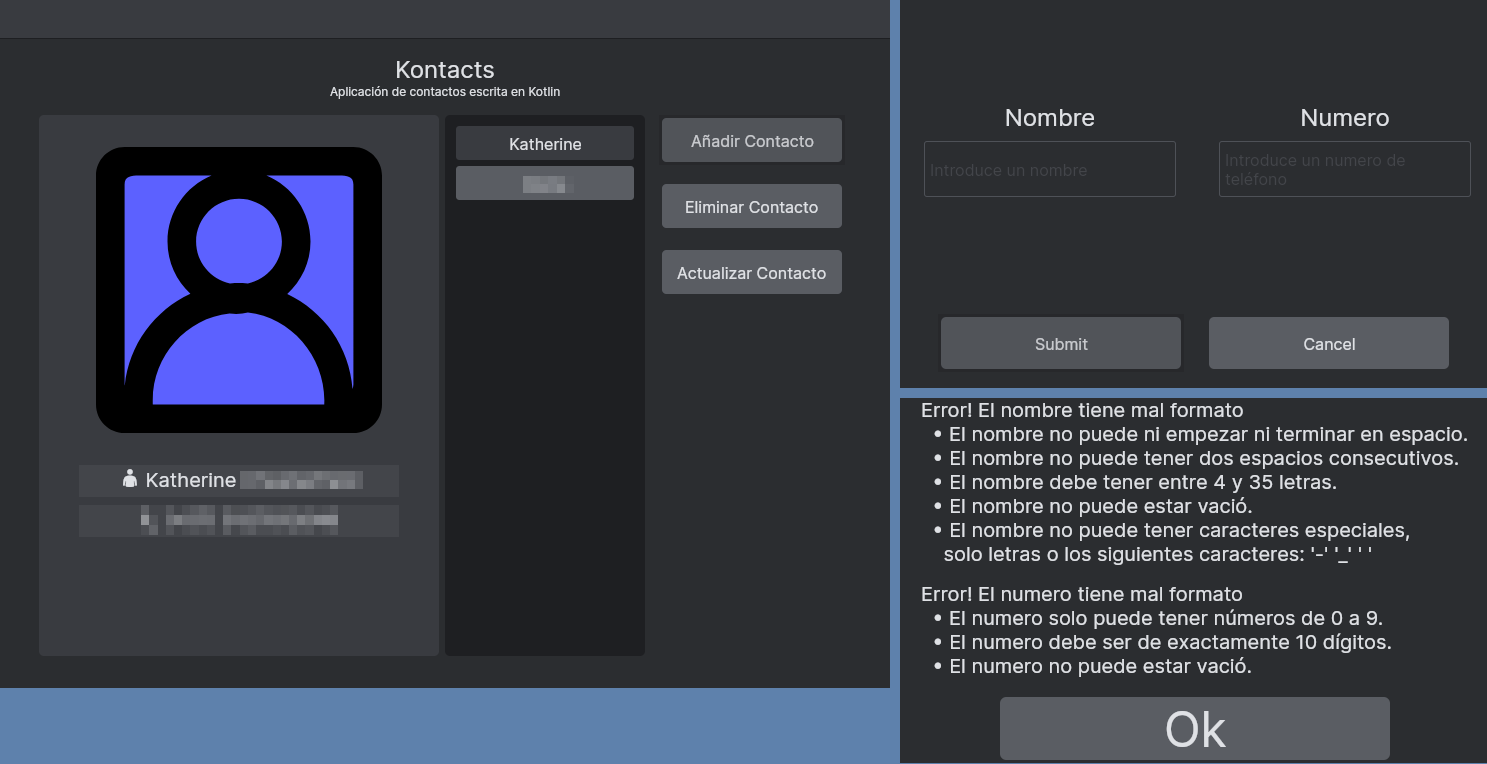 Kontacts
Aplicación de contactos escrita en Kotlin
Katherine
Añadir Contacto
Eliminar Contacto
Actualizar Contacto
Katherine
Nombre
Numero
Introduce un nombre
Introduce un numero de
teléfono
Submit
Cancel
Error! El nombre tiene mal formato
• El nombre no puede ni empezar ni terminar en espacio.
• El nombre no puede tener dos espacios consecutivos.
• El nombre debe tener entre 4 y 35 letras.
• El nombre no puede estar vació.
• El nombre no puede tener caracteres especiales,
solo letras o los siguientes caracteres: '-' '_' ' '
Error! El numero tiene mal formato
• El numero solo puede tener números de 0 a 9.
• El numero debe ser de exactamente 10 dígitos.
• El numero no puede estar vació.
Ok